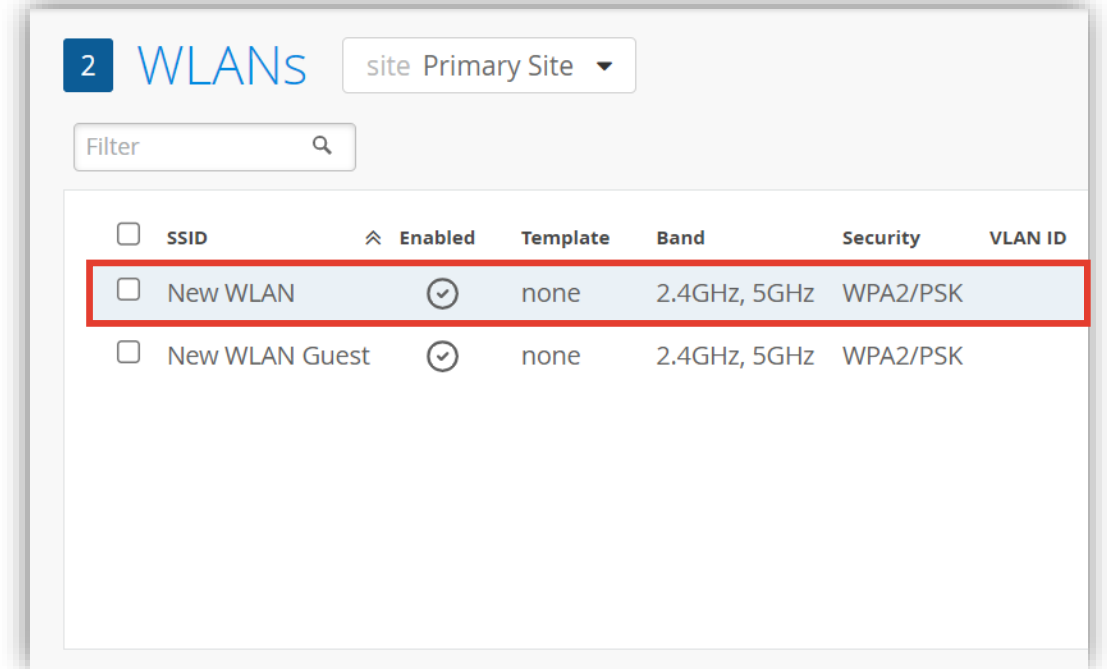 2 WLANs site Primary Site
Filter
SSID Enabled Template Band Security VLAN ID
New WLAN none 2.4GHz, 5GHz WPA2/PSK
New WLAN Guest none 2.4GHz, 5GHz WPA2/PSK